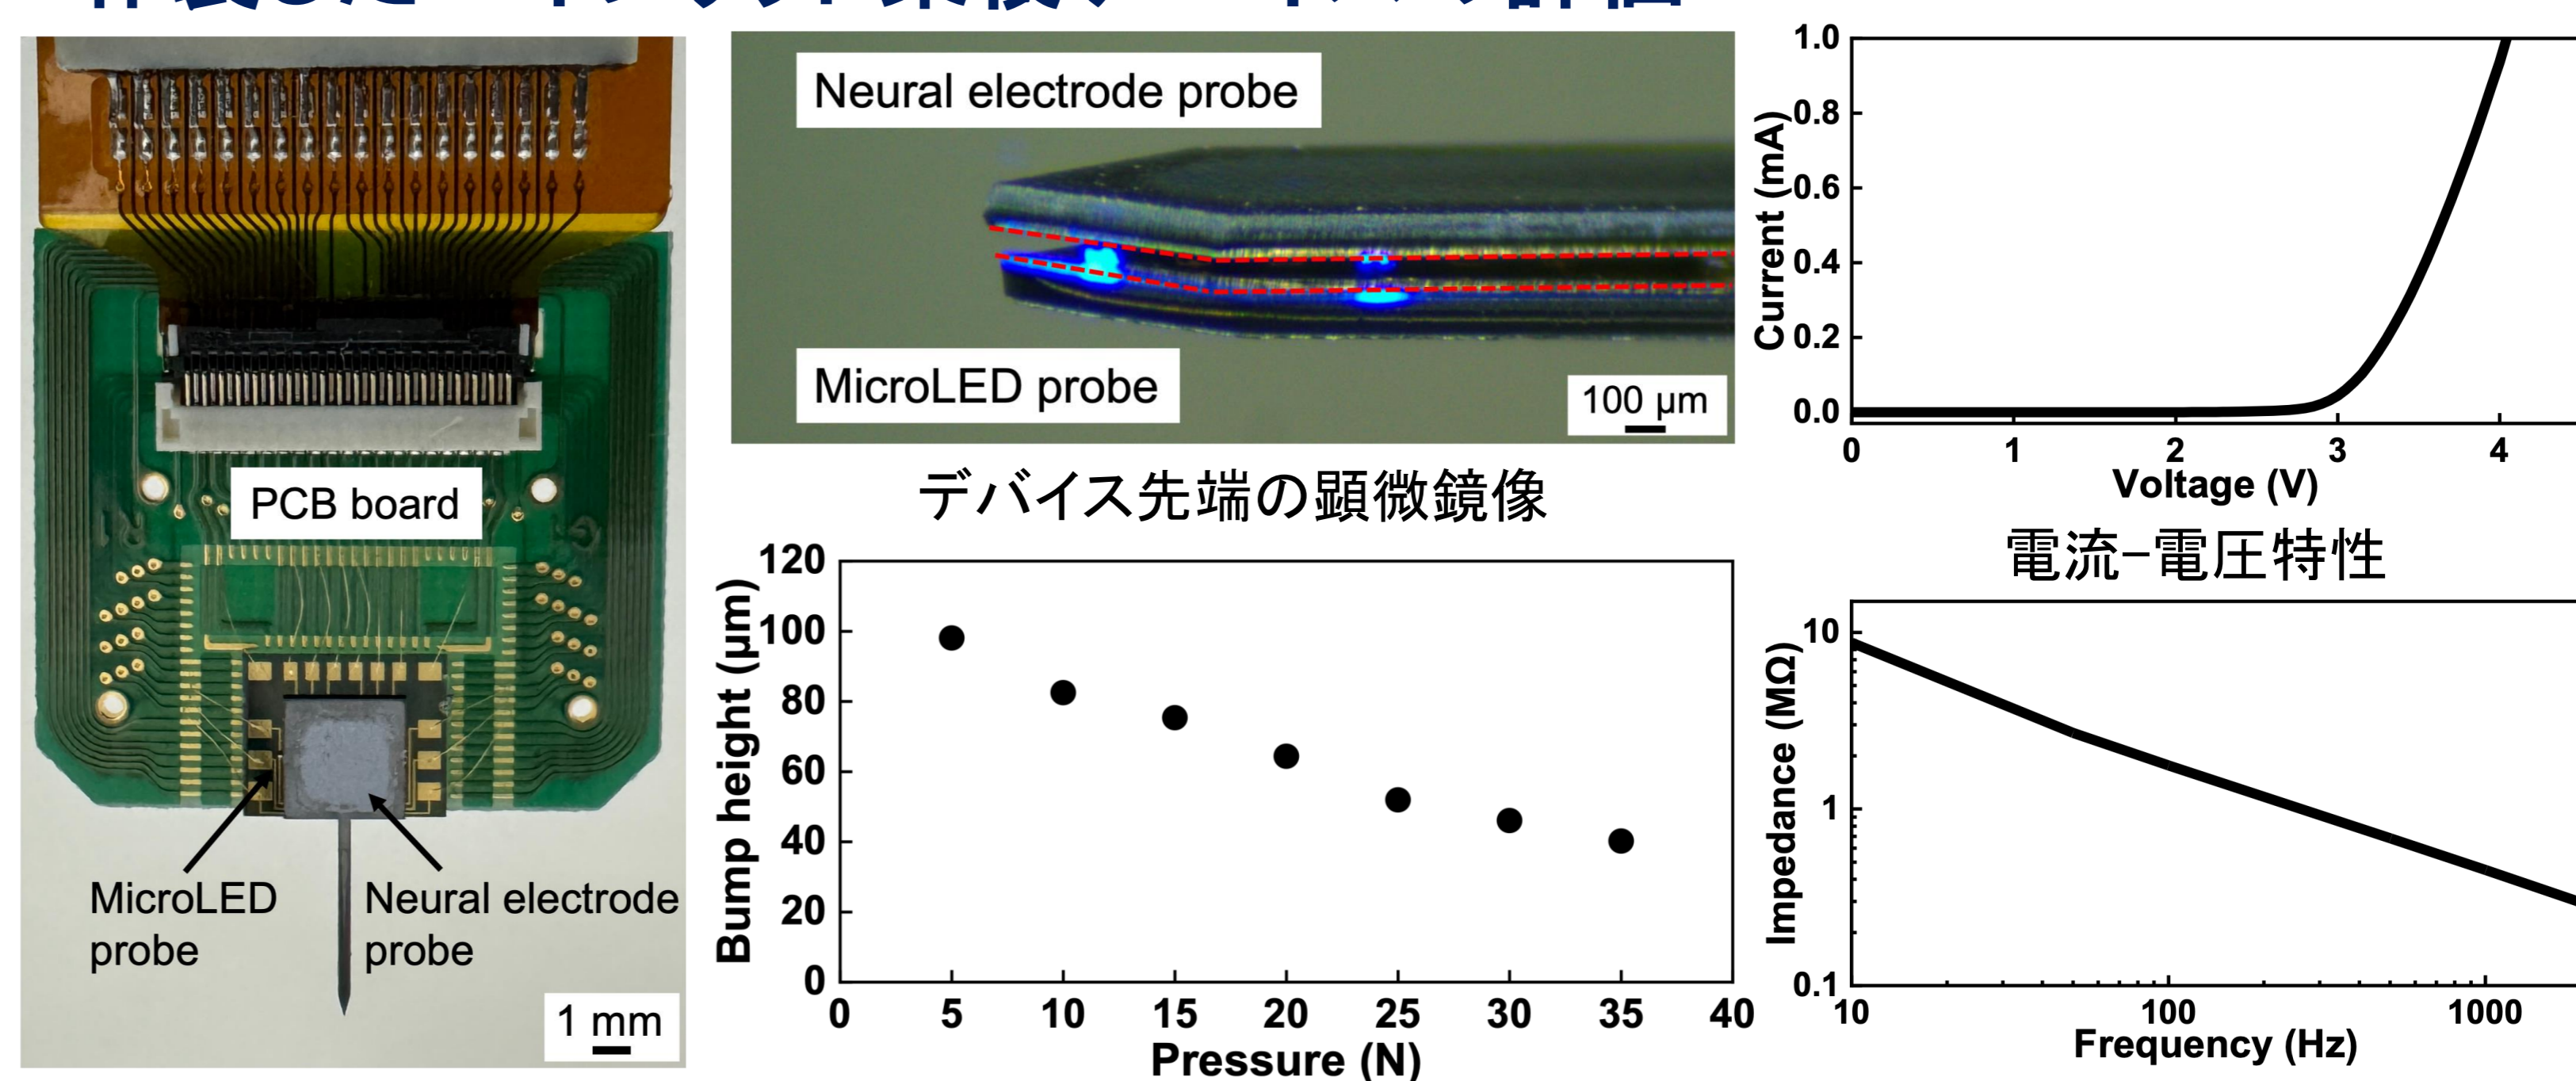 PCB board
MicroLED
probe
Neural electrode
probe
1 mm
Neural electrode probe
MicroLED probe
100 μm
デバイス先端の顕微鏡像
Bump height (μm)
120
100
80
60
40
20
0
0 5 10 15 20 25 30 35 40
Pressure (N)
Current (mA)
1.0
0.8
0.6
0.4
0.2
0.0
0 1 2 3 4
Voltage (V)
電流-電圧特性
Impedance (MΩ)
10
1
0.1
10 100 1000
Frequency (Hz)